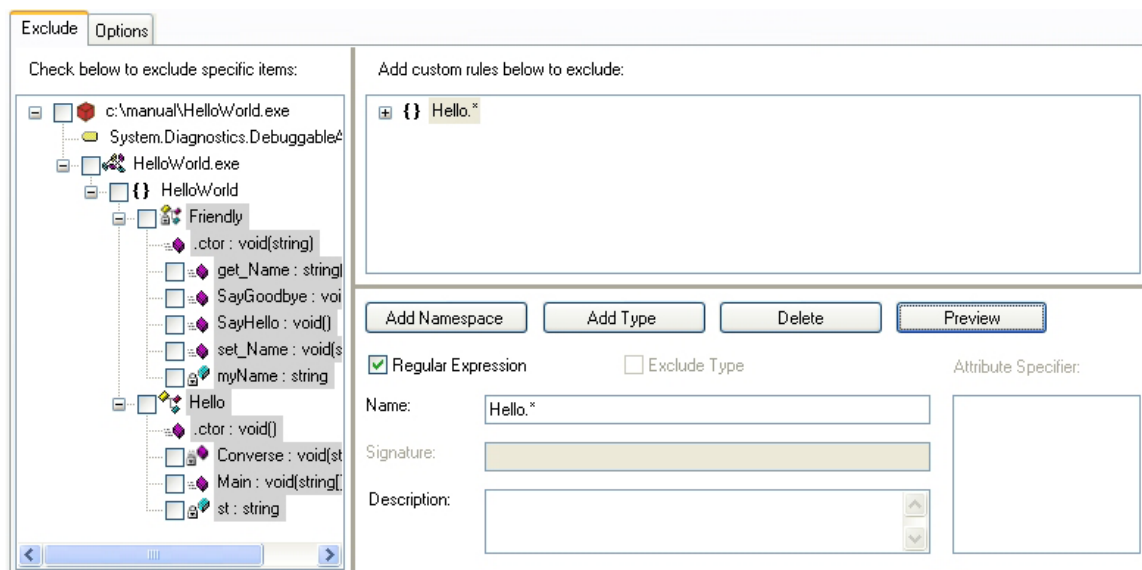 Exclude
Options
Check below to exclude specific items:
c:\manual\HelloWorld.exe
System.Diagnostics.DebuggableA
HelloWorld.exe
{} HelloWorld
Friendly
.ctor : void(string)
get_Name : string(
SayGoodbye : voi
SayHello : void()
set_Name : void(s
myName : string
Hello
.ctor : void()
Converse : void(st
Main : void(string[]
st : string
Add custom rules below to exclude:
{} Hello.*
Add Namespace
Add Type
Delete
Preview
Regular Expression
Exclude Type
Attribute Specifier:
Name:
Hello.*
Signature:
Description: